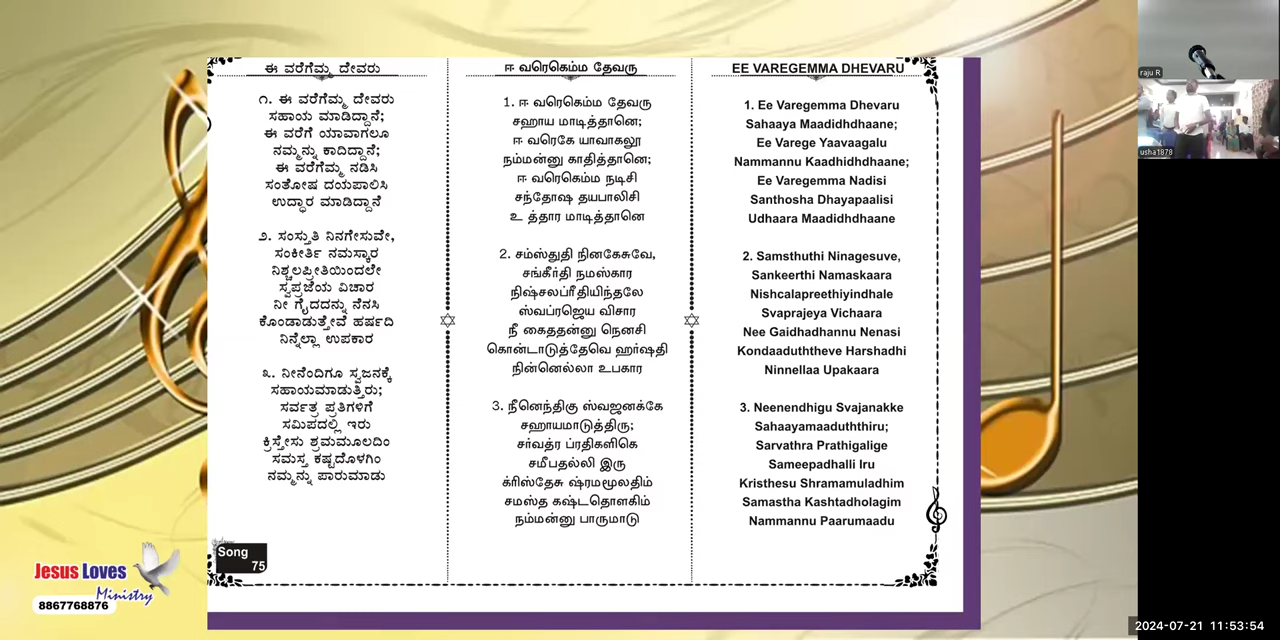 ಈ ವರೆಗೆಮ್ಮ ದೇವರು
೧. ಈ ವರೆಗೆಮ್ಮ ದೇವರು
ಸಹಾಯ ಮಾಡಿದ್ದಾನೆ;
ಈ ವರೆಗೆ ಯಾವಾಗಲೂ
ನಮ್ಮನ್ನು ಕಾದಿದ್ದಾನೆ;
ಈ ವರೆಗೆಮ್ಮ ನಡಿಸಿ
ಸಂತೋಷ ದಯಪಾಲಿಸಿ
ಉದ್ಧಾರ ಮಾಡಿದ್ದಾನೆ
೨. ಸಂಸ್ತುತಿ ನಿನಗೇಸುವೇ,
ಸಂಕೀರ್ತಿ ನಮಸ್ಕಾರ
ನಿಶ್ಚಲಪ್ರೀತಿಯಿಂದಲೇ
ಸ್ವಪ್ರಜೆಯ ವಿಚಾರ
ನೀ ಗೈದದನ್ನು ನೆನಸಿ
ಕೊಂಡಾಡುತ್ತೇವೆ ಹರ್ಷದಿ
ನಿನ್ನೆಲ್ಲಾ ಉಪಕಾರ
೩. ನೀನೆಂದಿಗೂ ಸ್ವಜನಕ್ಕೆ
ಸಹಾಯಮಾಡುತ್ತಿರು;
ಸರ್ವತ್ರ ಪ್ರತಿಗಳಿಗೆ
ಸಮಿಪದಲ್ಲಿ ಇರು
ಕ್ರಿಸ್ತೇಸು ಶ್ರಮಮೂಲದಿಂ
ಸಮಸ್ತ ಕಷ್ಟದೊಳಗಿಂ
ನಮ್ಮನ್ನು ಪಾರುಮಾಡು
ஈ வரெகெம்ம தேவரு
1. ஈ வரெகெம்ம தேவரு
சஹாய மாடித்தானெ;
ஈ வரெகே யாவாகலூ
நம்மன்னு காதித்தானெ;
ஈ வரெகெம்ம நடிசி
சந்தோஷ தயபாலிசி
உ த்தார மாடித்தானெ
2. சம்ஸ்துதி நினகேசுவே,
சங்கீர்தி நமஸ்கார
நிஷ்சலப்ரீதியிந்தலே
ஸ்வப்ரஜெய விசார
நீ கைததன்னு நெனசி
கொன்டாடுத்தேவெ ஹர்ஷதி
நின்னெல்லா உபகார
3. நீனெந்திகு ஸ்வஜனக்கே
சஹாயமாடுத்திரு;
சர்வத்ர ப்ரதிகளிகெ
சமீபதல்லி இரு
க்ரிஸ்தேசு ஷ்ரமமூலதிம்
சமஸ்த கஷ்டதொளகிம்
நம்மன்னு பாருமாடு
EE VAREGEMMA DHEVARU
1. Ee Varegemma Dhevaru
Sahaaya Maadidhdhaane;
Ee Varege Yaavaagalu
Nammannu Kaadhidhdhaane;
Ee Varegemma Nadisi
Santhosha Dhayapaalisi
Udhaara Maadidhdhaane
2. Samsthuthi Ninagesuve,
Sankeerthi Namaskaara
Nishcalapreethiyindhale
Svaprajeya Vichaara
Nee Gaidhadhannu Nenasi
Kondaaduththeve Harshadhi
Ninnellaa Upakaara
3. Neenendhigu Svajanakke
Sahaayamaaduththiru;
Sarvathra Prathigalige
Sameepadhalli Iru
Kristhesu Shramamuladhim
Samastha Kashtadholagim
Nammannu Paarumaadu
Song
75
Jesus Loves
Ministry
8867768876
raju R
usha1878
2024-07-21 11:53:54